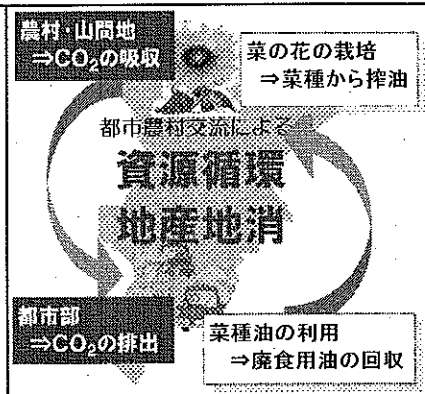 農村・山間地
⇒CO₂の吸収
菜の花の栽培
⇒菜種から搾油
都市農村交流による
資源循環
地産地消
都市部
⇒CO₂の排出
菜種油の利用
⇒廃食用油の回収